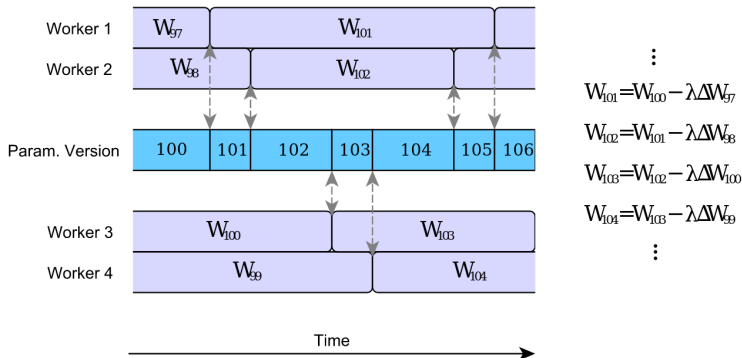 Worker 1 W97 W101
Worker 2 W98 W102
Param. Version 100 101 102 103 104 105 106
Worker 3 W100 W103
Worker 4 W99 W104
Time
⋮
W101=W100−λΔW97
W102=W101−λΔW98
W103=W102−λΔW100
W104=W103−λΔW99
⋮